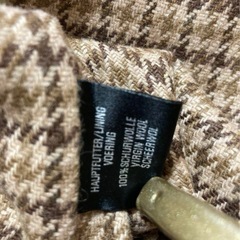 HAUPTFUTTER/LINING
VOERING
100% SCHURWOLLE
VIRGIN WOOL
SCHEERWOL